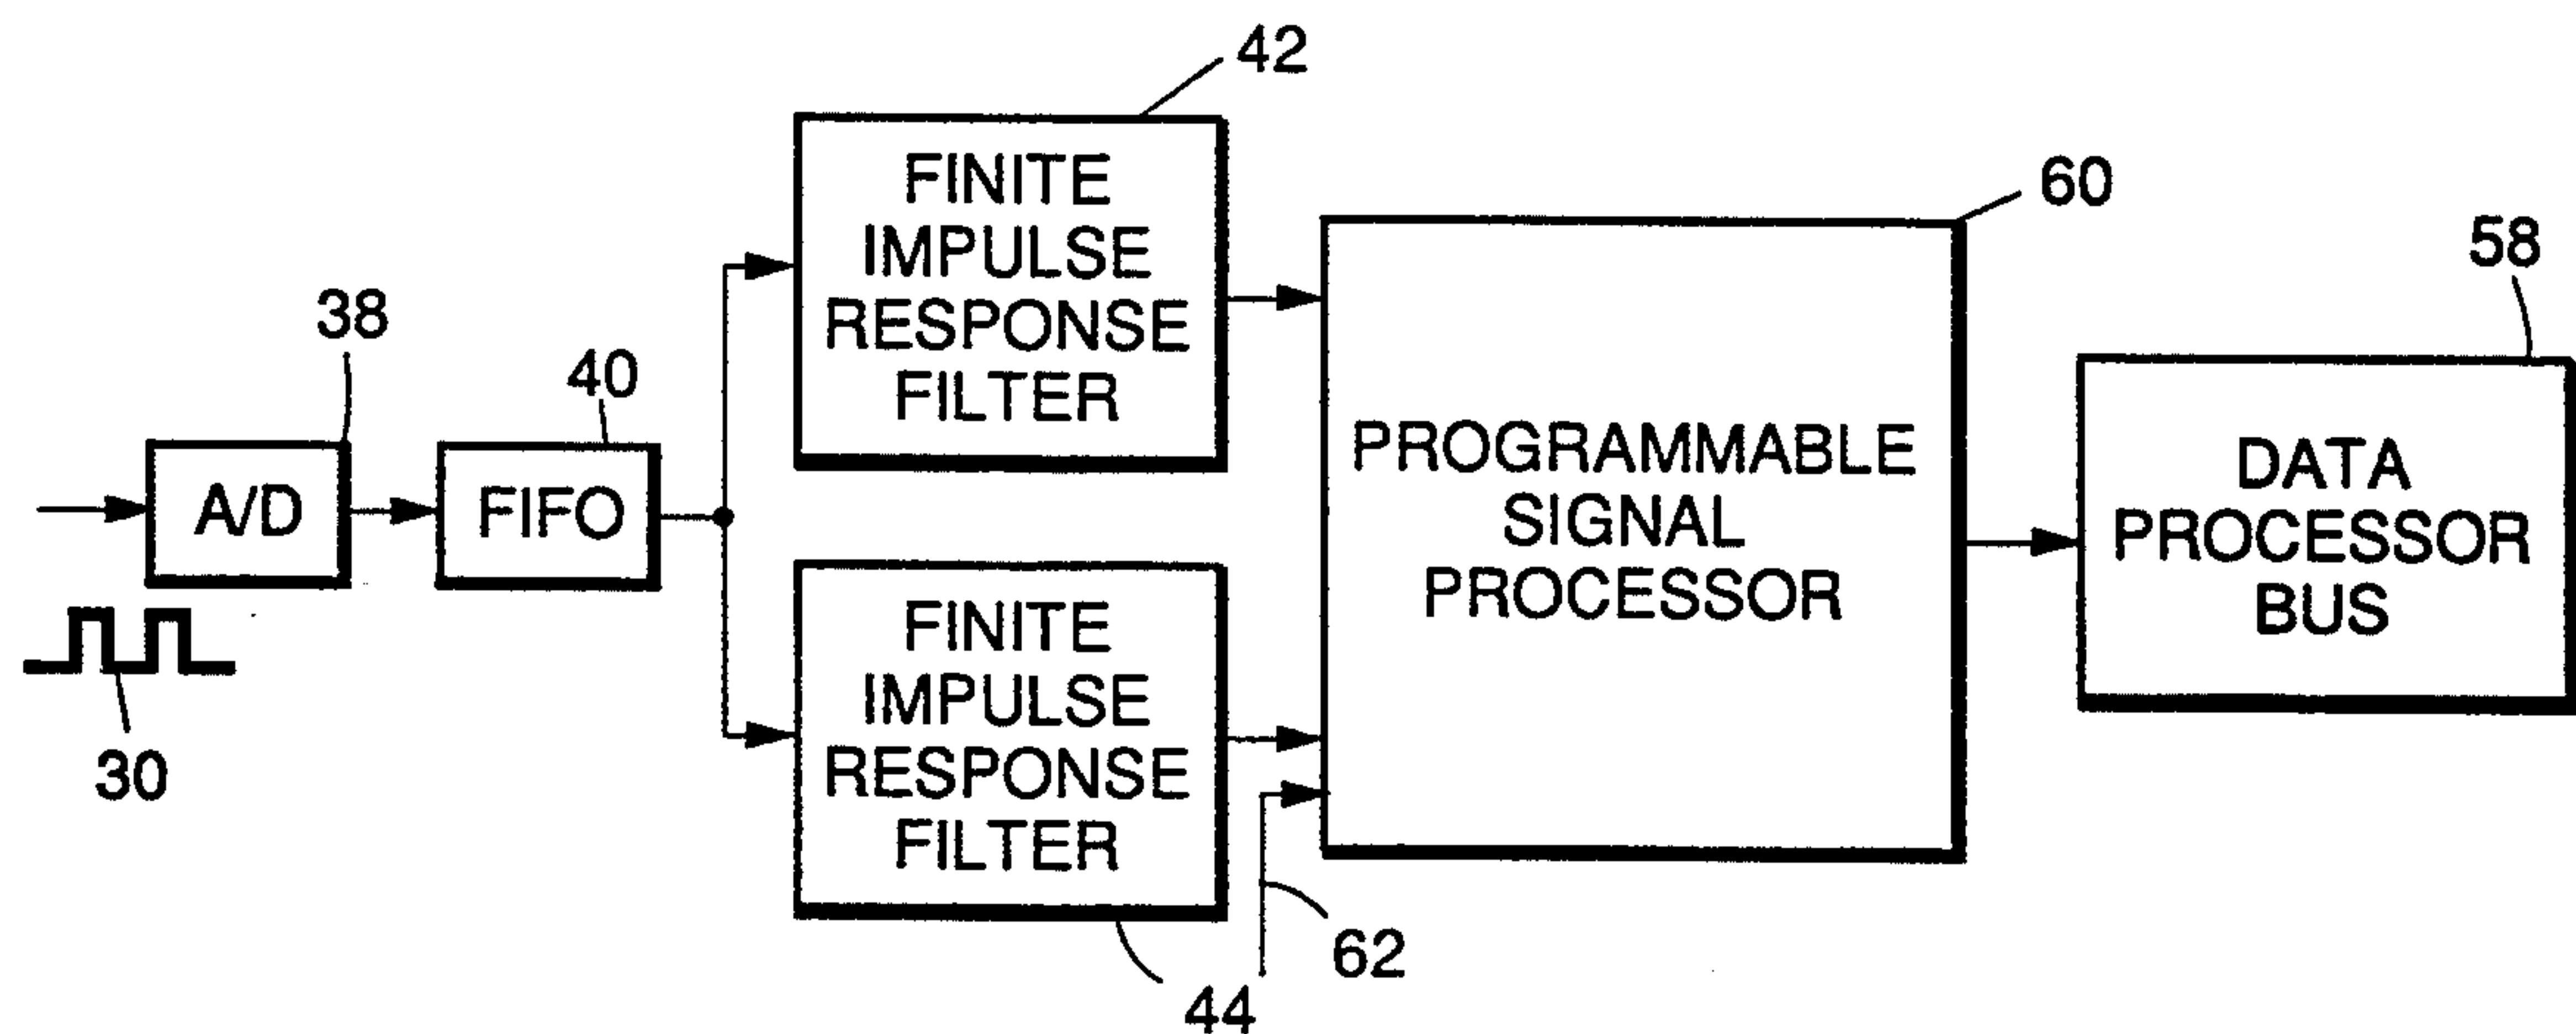 42
FINITE
IMPULSE
RESPONSE
FILTER
60
58
38
40
A/D
FIFO
PROGRAMMABLE
SIGNAL
PROCESSOR
DATA
PROCESSOR
BUS
30
FINITE
IMPULSE
RESPONSE
FILTER
62
44